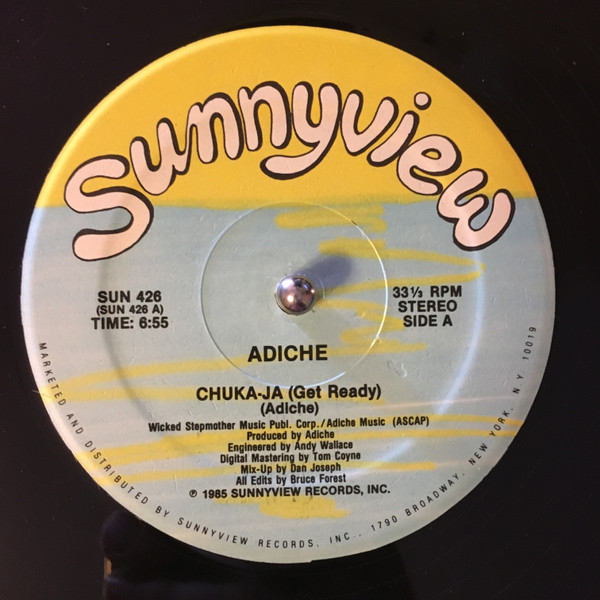 Sunnyview
SUN 426
(SUN 426 A)
TIME: 6:55
33⅓ RPM
STEREO
SIDE A
ADICHE
CHUKA-JA (Get Ready)
(Adiche)
Wicked Stepmother Music Publ. Corp./Adiche Music (ASCAP)
Produced by Adiche
Engineered by Andy Wallace
Digital Mastering by Tom Coyne
Mix-Up by Dan Joseph
All Edits by Bruce Forest
℗ 1985 SUNNYVIEW RECORDS, INC.
MARKETED AND DISTRIBUTED BY SUNNYVIEW RECORDS, INC., 1790 BROADWAY, NEW YORK, N.Y. 10019